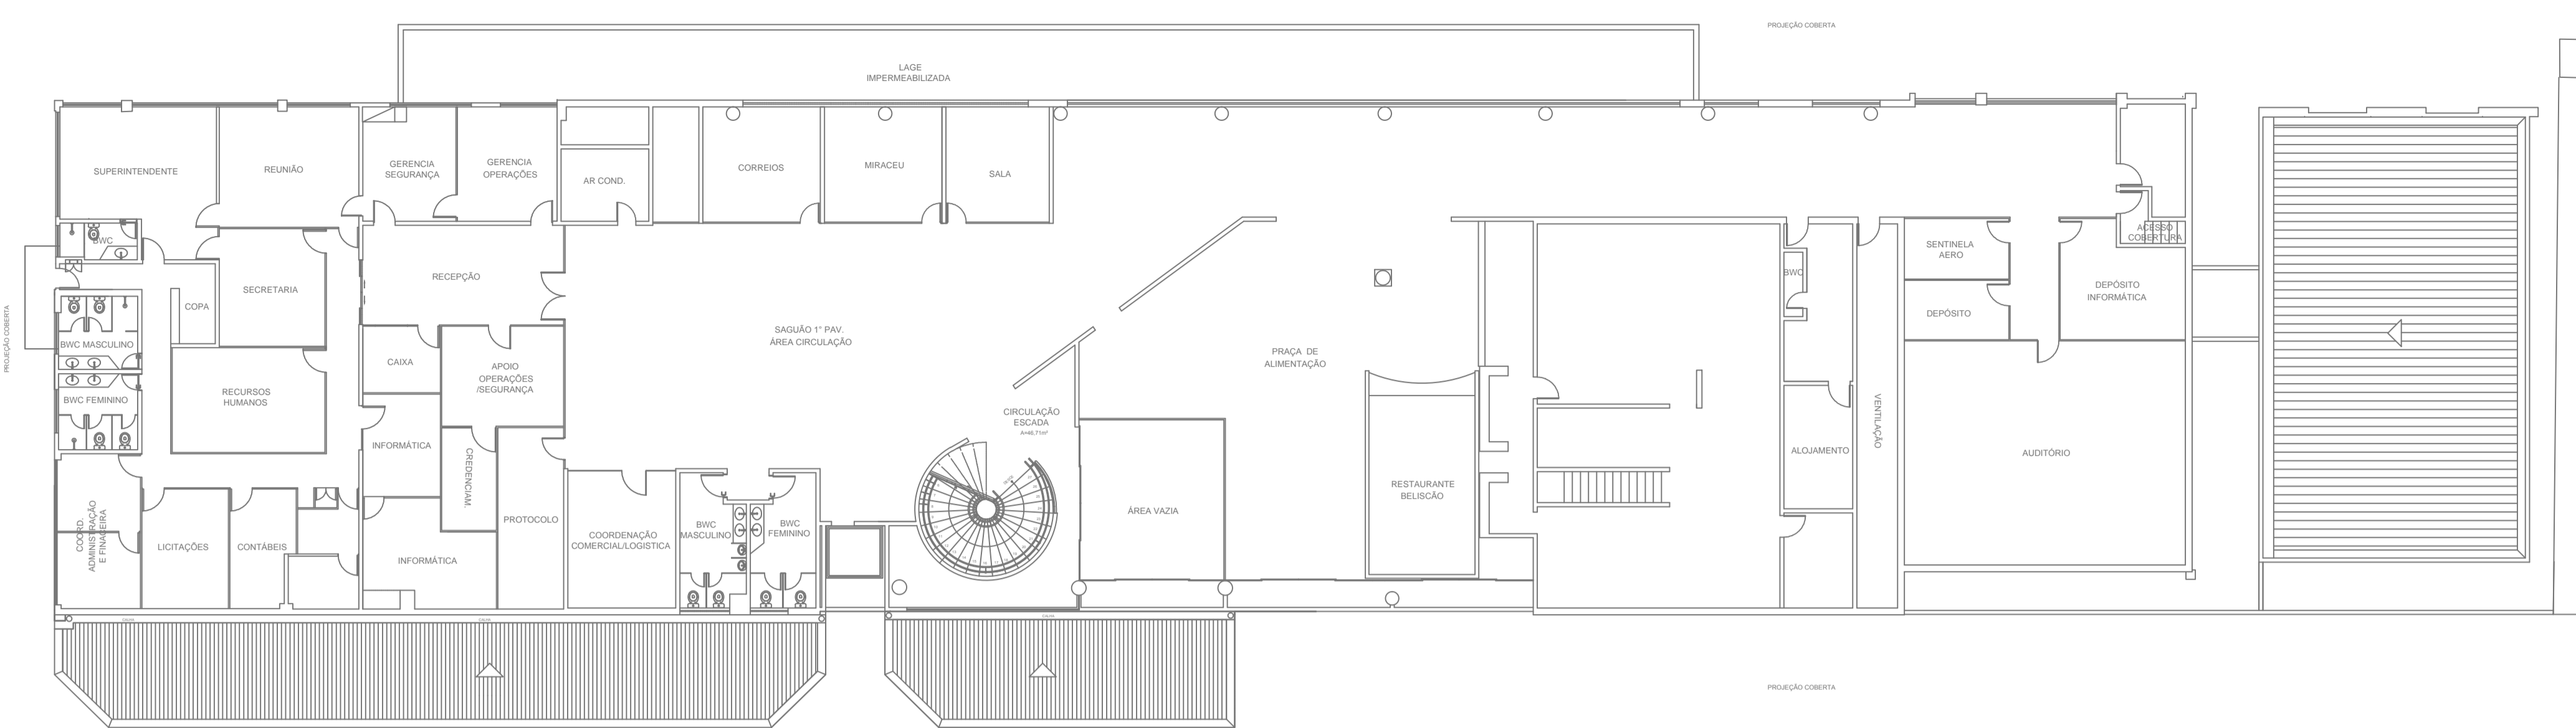 PROJEÇÃO COBERTA
LAGE
IMPERMEABILIZADA
SUPERINTENDENTE
REUNIÃO
GERENCIA
SEGURANÇA
GERENCIA
OPERAÇÕES
AR COND.
CORREIOS
MIRACEU
SALA
BWC
COPA
SECRETARIA
RECEPÇÃO
SAGUÃO 1° PAV.
ÁREA CIRCULAÇÃO
PRAÇA DE
ALIMENTAÇÃO
BWC
SENTINELA
AERO
DEPÓSITO
DEPÓSITO
INFORMÁTICA
ACESSO
COBERTURA
PROJEÇÃO COBERTA
BWC MASCULINO
BWC FEMININO
RECURSOS
HUMANOS
CAIXA
APOIO
OPERAÇÕES
/SEGURANÇA
INFORMÁTICA
CREDENCIAM.
PROTOCOLO
CIRCULAÇÃO
ESCADA
A=46,71m²
VENTILAÇÃO
ALOJAMENTO
AUDITÓRIO
COORD.
ADMINISTRAÇÃO
E FINACEIRA
LICITAÇÕES
CONTÁBEIS
INFORMÁTICA
COORDENAÇÃO
COMERCIAL/LOGISTICA
BWC
MASCULINO
BWC
FEMININO
ÁREA VAZIA
RESTAURANTE
BELISCÃO
PROJEÇÃO COBERTA